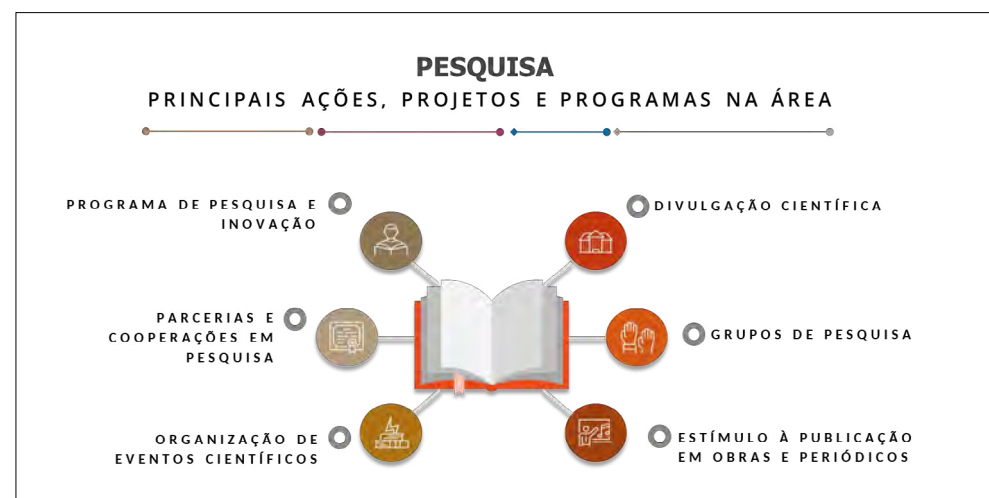 PESQUISA
PRINCIPAIS AÇÕES, PROJETOS E PROGRAMAS NA ÁREA
PROGRAMA DE PESQUISA E
INOVAÇÃO
PARCERIAS E
COOPERAÇÕES EM
PESQUISA
ORGANIZAÇÃO DE
EVENTOS CIENTÍFICOS
DIVULGAÇÃO CIENTÍFICA
GRUPOS DE PESQUISA
ESTÍMULO À PUBLICAÇÃO
EM OBRAS E PERIÓDICOS